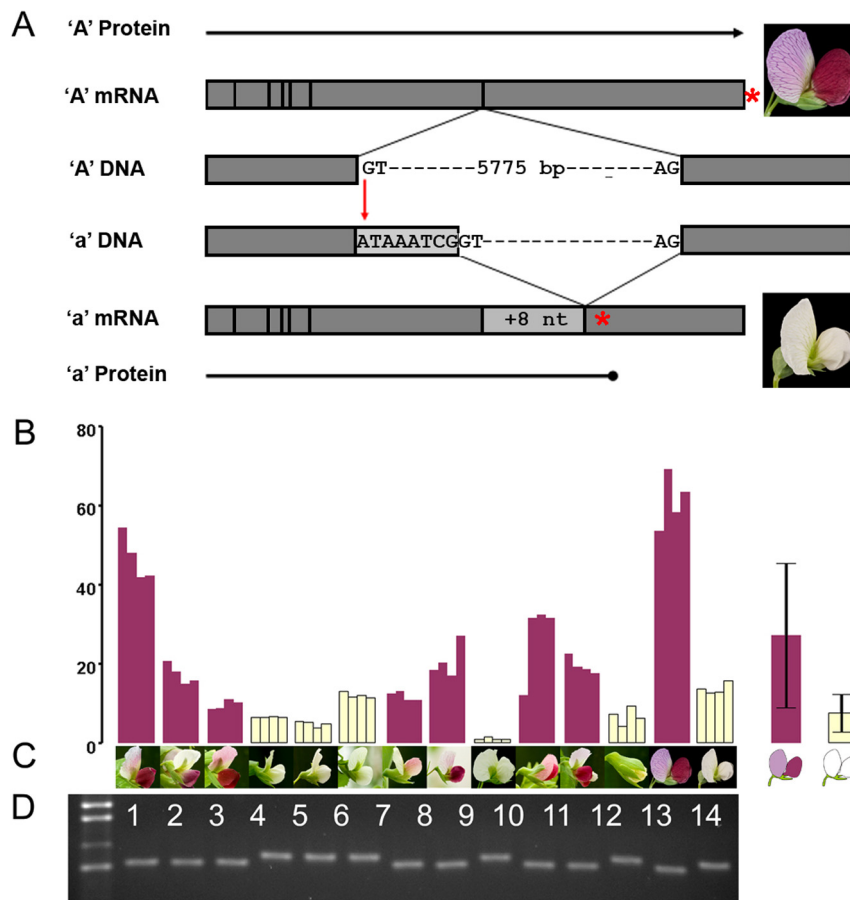 A
'A' Protein
'A' mRNA
*
'A' DNA
GT------5775 bp------AG
'a' DNA
ATAAATCGGT------------AG
'a' mRNA
+8 nt *
'a' Protein
B
80
60
40
20
0
C
D
1 2 3 4 5 6 7 8 9 10 11 12 13 14